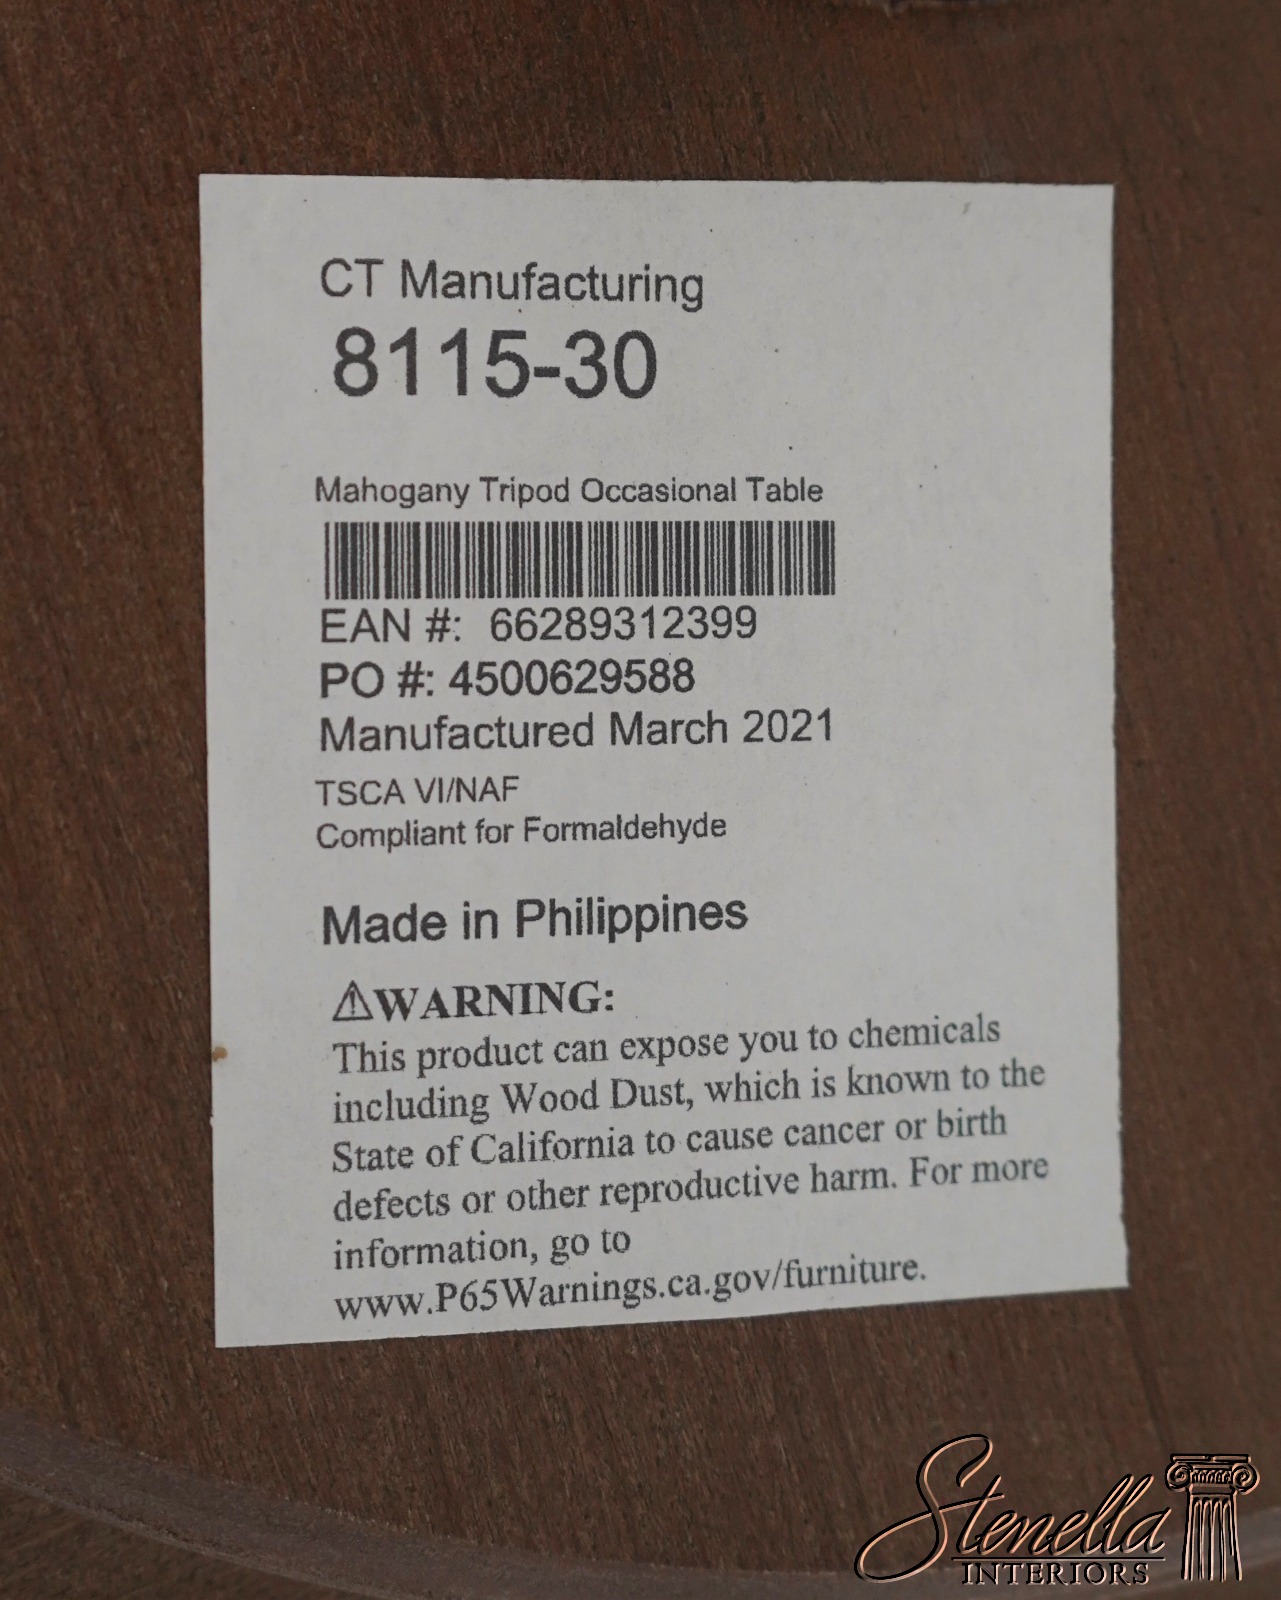 CT Manufacturing
8115-30
Mahogany Tripod Occasional Table
EAN #: 66289312399
PO #: 4500629588
Manufactured March 2021
TSCA VI/NAF
Compliant for Formaldehyde
Made in Philippines
⚠WARNING:
This product can expose you to chemicals
including Wood Dust, which is known to the
State of California to cause cancer or birth
defects or other reproductive harm. For more
information, go to
www.P65Warnings.ca.gov/furniture.
Stenella
INTERIORS